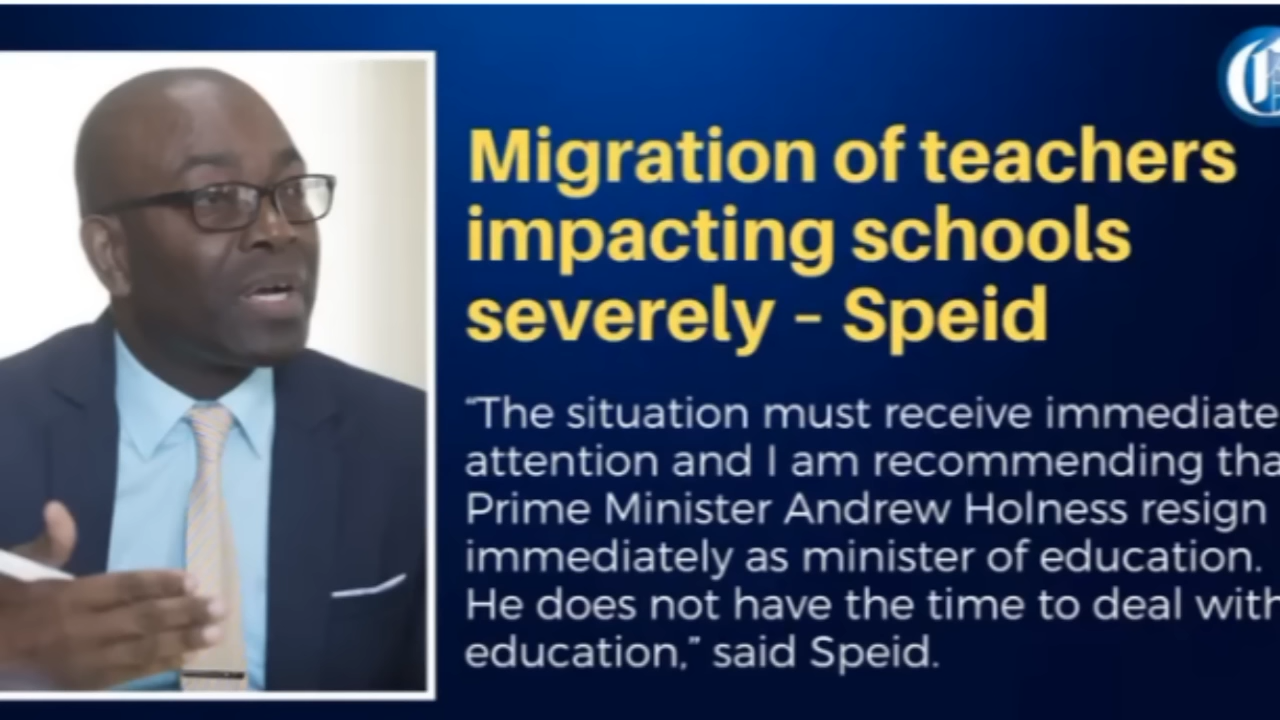 Migration of teachers
impacting schools
severely – Speid
“The situation must receive immediate
attention and I am recommending tha
Prime Minister Andrew Holness resign
immediately as minister of education.
He does not have the time to deal with
education,” said Speid.